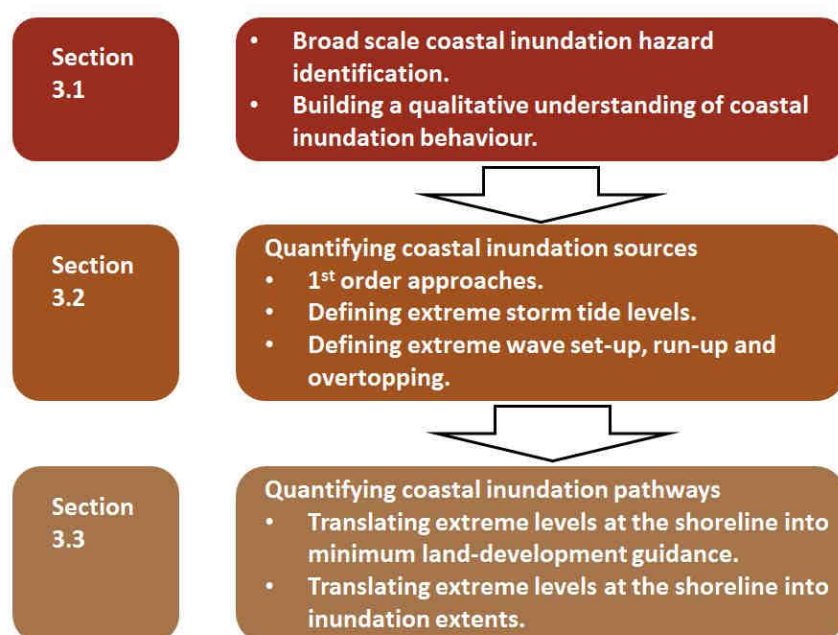 Section
3.1
• Broad scale coastal inundation hazard
identification.
• Building a qualitative understanding of coastal
inundation behaviour.
Section
3.2
Quantifying coastal inundation sources
• 1st order approaches.
• Defining extreme storm tide levels.
• Defining extreme wave set-up, run-up and
overtopping.
Section
3.3
Quantifying coastal inundation pathways
• Translating extreme levels at the shoreline into
minimum land-development guidance.
• Translating extreme levels at the shoreline into
inundation extents.